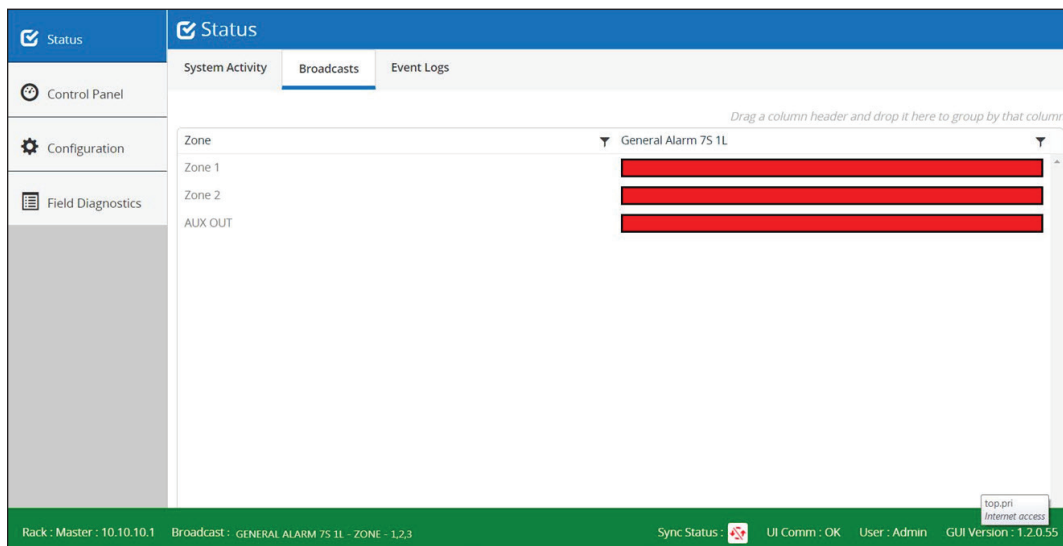 Status
Control Panel
Configuration
Field Diagnostics
Status
System Activity Broadcasts Event Logs
Drag a column header and drop it here to group by that column
Zone General Alarm 7S 1L
Zone 1
Zone 2
AUX OUT
top.pri
Internet access
Rack : Master : 10.10.10.1 Broadcast : GENERAL ALARM 7S 1L - ZONE - 1,2,3 Sync Status : UI Comm : OK User : Admin GUI Version : 1.2.0.55